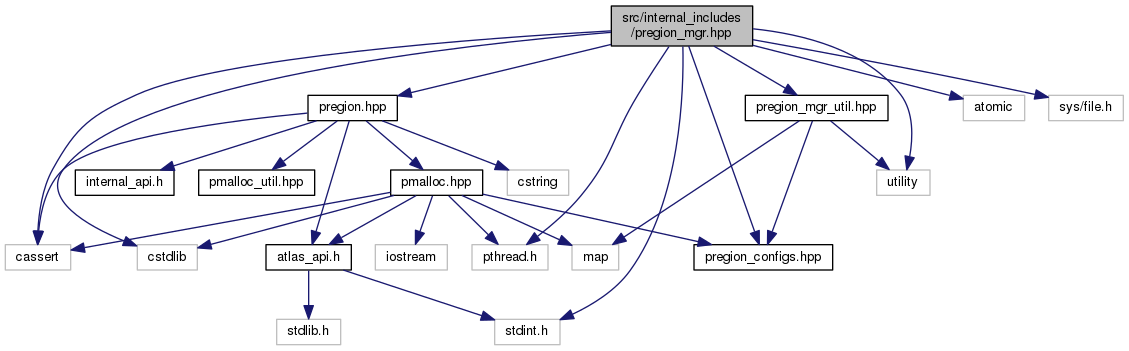 src/internal_includes
/pregion_mgr.hpp
pregion.hpp
pregion_mgr_util.hpp
atomic
sys/file.h
internal_api.h
pmalloc_util.hpp
pmalloc.hpp
cstring
utility
cassert
cstdlib
atlas_api.h
iostream
pthread.h
map
pregion_configs.hpp
stdlib.h
stdint.h